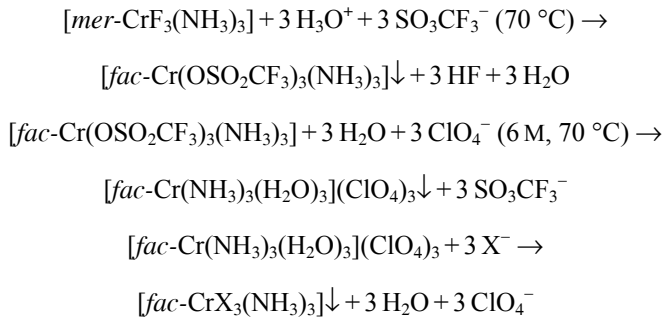 [mer-CrF₃(NH₃)₃] + 3 H₃O⁺ + 3 SO₃CF₃⁻ (70 °C) →
[fac-Cr(OSO₂CF₃)₃(NH₃)₃]↓ + 3 HF + 3 H₂O
[fac-Cr(OSO₂CF₃)₃(NH₃)₃] + 3 H₂O + 3 ClO₄⁻ (6 M, 70 °C) →
[fac-Cr(NH₃)₃(H₂O)₃](ClO₄)₃↓ + 3 SO₃CF₃⁻
[fac-Cr(NH₃)₃(H₂O)₃](ClO₄)₃ + 3 X⁻ →
[fac-CrX₃(NH₃)₃]↓ + 3 H₂O + 3 ClO₄⁻